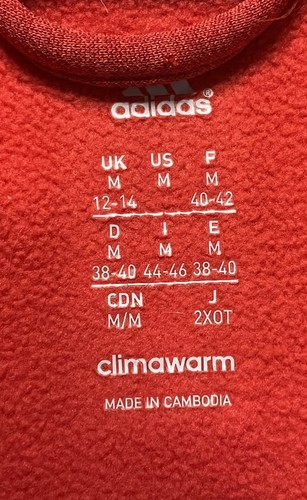 adidas
UK US F
M M M
12-14 40-42
D I E
M M M
38-40 44-46 38-40
CDN J
M/M 2XOT
climawarm
MADE IN CAMBODIA